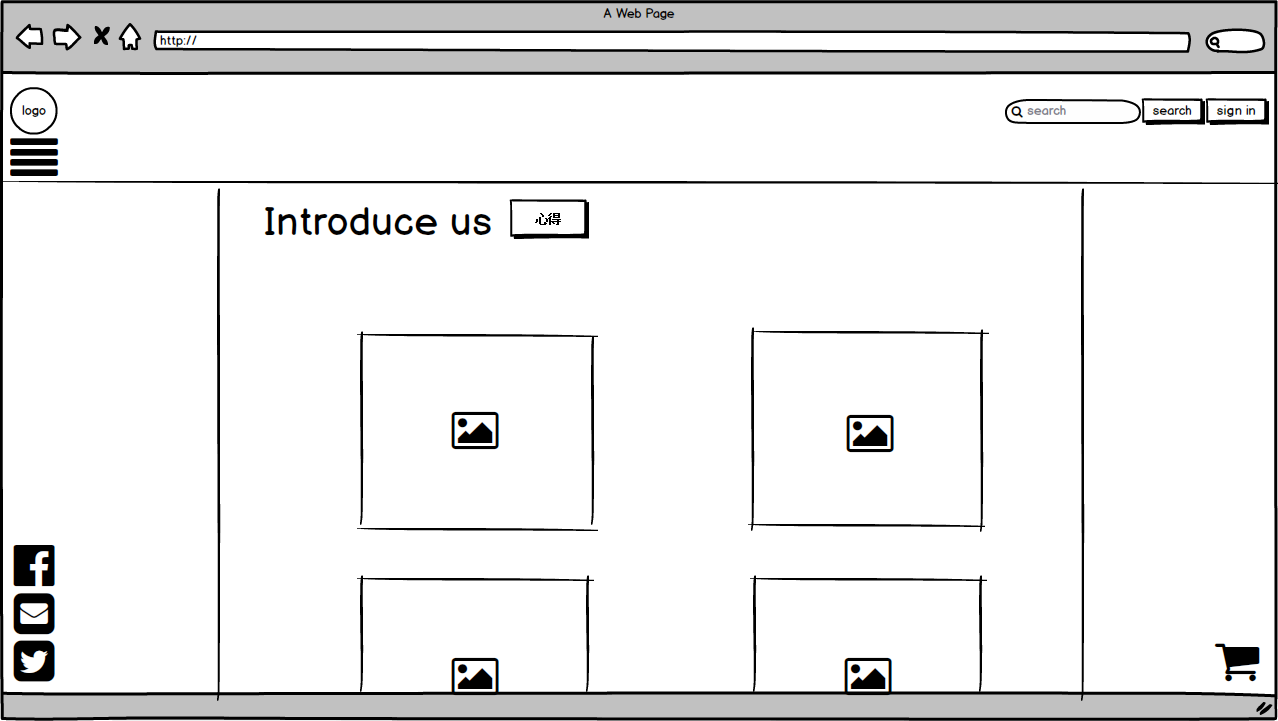 A Web Page
http://
logo
search
search
sign in
Introduce us
心得